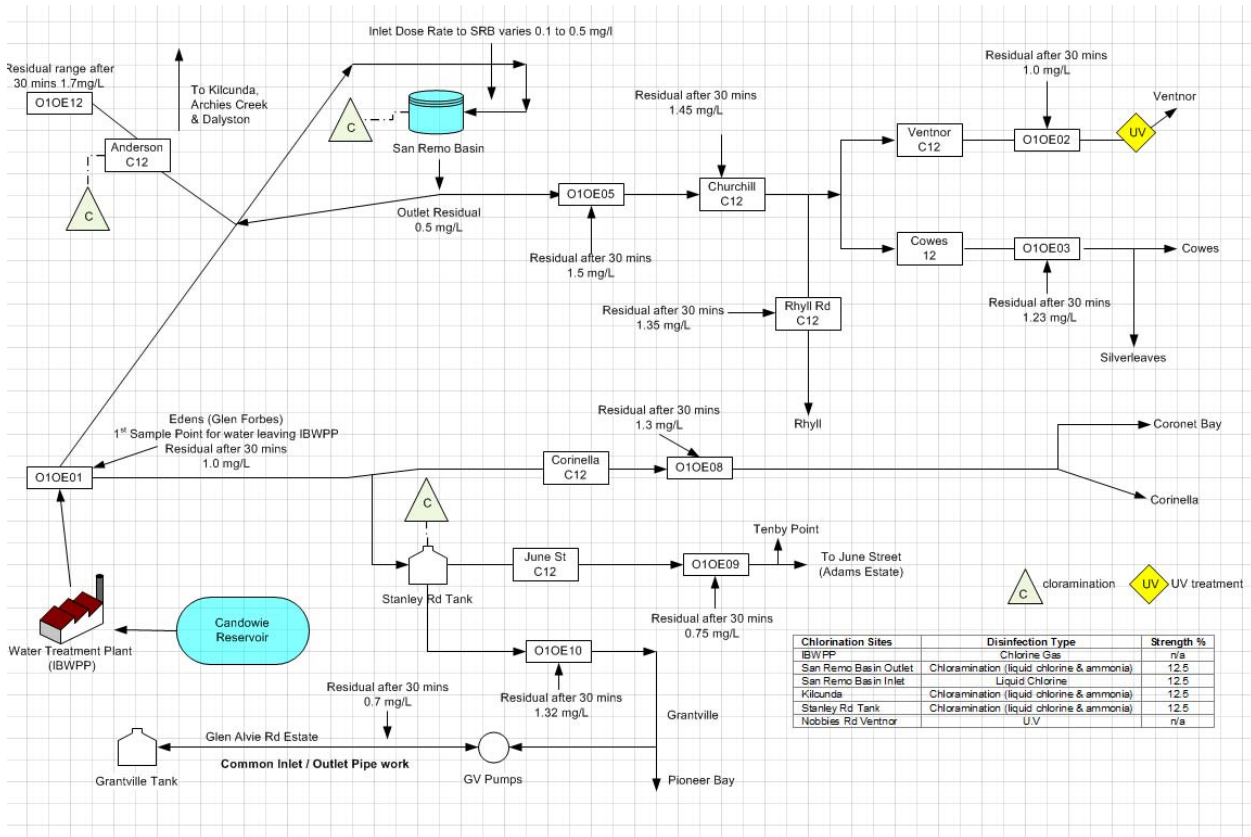 Inlet Dose Rate to SRB varies 0.1 to 0.5 mg/l
Residual range after
30 mins 1.7mg/L
O1OE12
To Kilcunda,
Archies Creek
& Dalyston
Anderson
C12
C
C
San Remo Basin
Outlet Residual
0.5 mg/L
O1OE05
Residual after 30 mins
1.5 mg/L
Residual after 30 mins
1.45 mg/L
Churchill
C12
Ventnor
C12
Residual after 30 mins
1.0 mg/L
O1OE02
UV
Ventnor
Cowes
12
O1OE03
Cowes
Residual after 30 mins
1.23 mg/L
Silverleaves
Residual after 30 mins
1.35 mg/L
Rhyll Rd
C12
Rhyll
Edens (Glen Forbes)
1st Sample Point for water leaving IBWPP
Residual after 30 mins
1.0 mg/L
O1OE01
Corinella
C12
Residual after 30 mins
1.3 mg/L
O1OE08
Coronet Bay
Corinella
C
Stanley Rd Tank
June St
C12
O1OE09
Tenby Point
To June Street
(Adams Estate)
Residual after 30 mins
0.75 mg/L
C
cloramination
UV
UV treatment
Water Treatment Plant
(IBWPP)
Candowie
Reservoir
O1OE10
Residual after 30 mins
1.32 mg/L
Residual after 30 mins
0.7 mg/L
Grantville
Glen Alvie Rd Estate
Common Inlet / Outlet Pipe work
Grantville Tank
GV Pumps
Pioneer Bay
Chlorination Sites Disinfection Type Strength %
IBWPP Chlorine Gas n/a
San Remo Basin Outlet Chloramination (liquid chlorine & ammonia) 12.5
San Remo Basin Inlet Liquid Chlorine 12.5
Kilcunda Chloramination (liquid chlorine & ammonia) 12.5
Stanley Rd Tank Chloramination (liquid chlorine & ammonia) 12.5
Nobbies Rd Ventnor U.V n/a